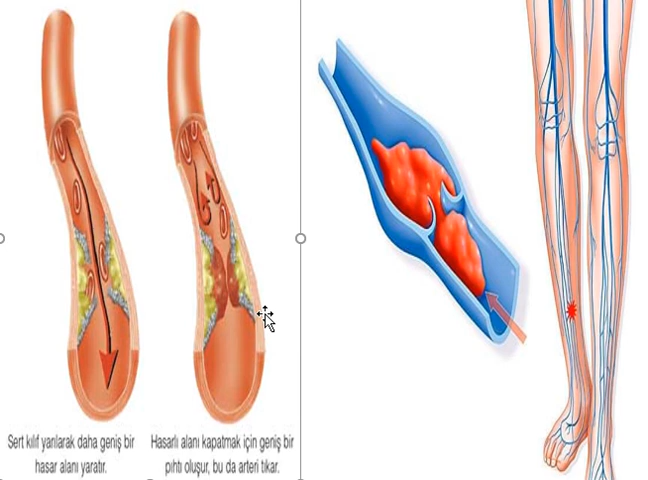 Sert kılıf yarılarak daha geniş bir
hasar alanı yaratır.
Hasarlı alanı kapatmak için geniş bir
pıhtı oluşur, bu da arteri tıkar.